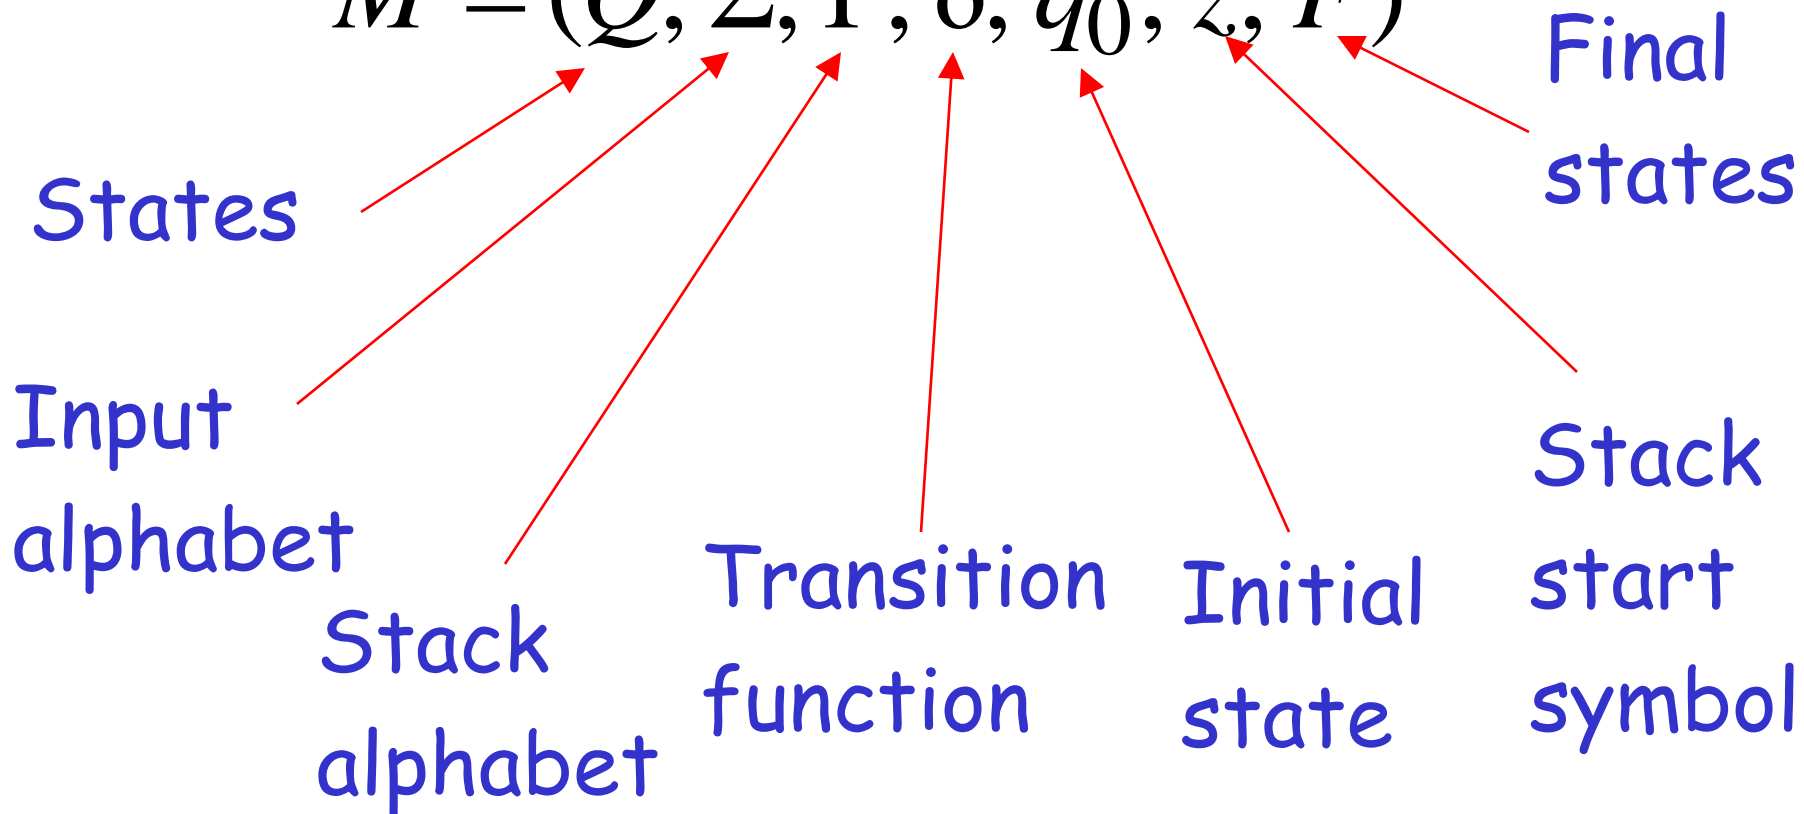 M = (Q, Σ, Γ, δ, q₀, z, F)
Final
states
States
Input
alphabet
Stack
alphabet
Transition
function
Initial
state
Stack
start
symbol